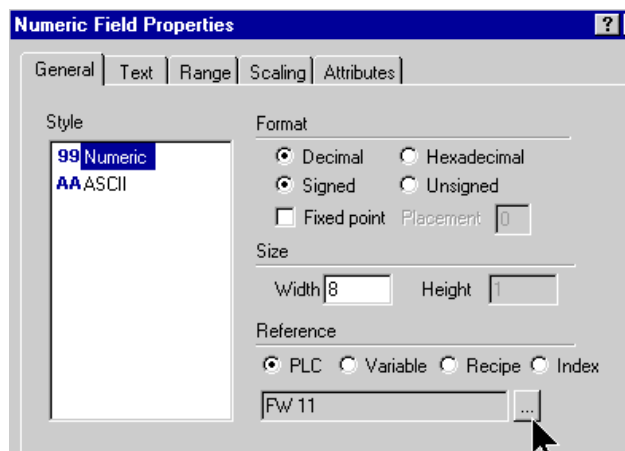 Numeric Field Properties ?
General Text Range Scaling Attributes
Style
99 Numeric
AA ASCII
Format
Decimal Hexadecimal
Signed Unsigned
Fixed point Placement 0
Size
Width 8 Height 1
Reference
PLC Variable Recipe Index
FW 11 ...